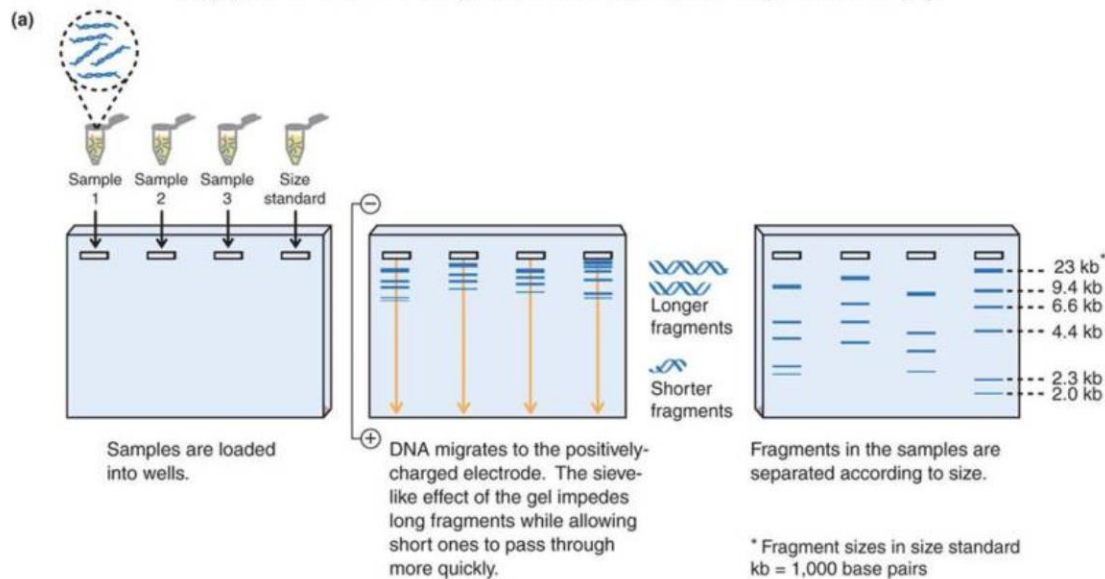 (a)
Sample
1
Sample
2
Sample
3
Size
standard
−
+
Longer
fragments
Shorter
fragments
23 kb*
9.4 kb
6.6 kb
4.4 kb
2.3 kb
2.0 kb
Samples are loaded
into wells.
DNA migrates to the positively-
charged electrode. The sieve-
like effect of the gel impedes
long fragments while allowing
short ones to pass through
more quickly.
Fragments in the samples are
separated according to size.
* Fragment sizes in size standard
kb = 1,000 base pairs